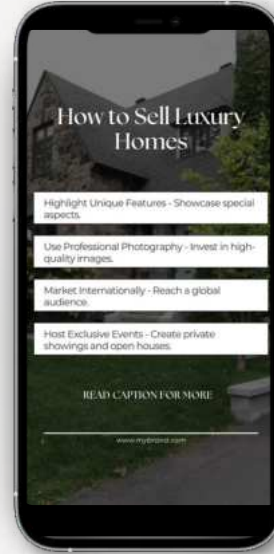 How to Sell Luxury
Homes
Highlight Unique Features - Showcase special
aspects.
Use Professional Photography - Invest in high-
quality images.
Market Internationally - Reach a global
audience.
Host Exclusive Events - Create private
showings and open houses.
READ CAPTION FOR MORE
www.mybrand.com